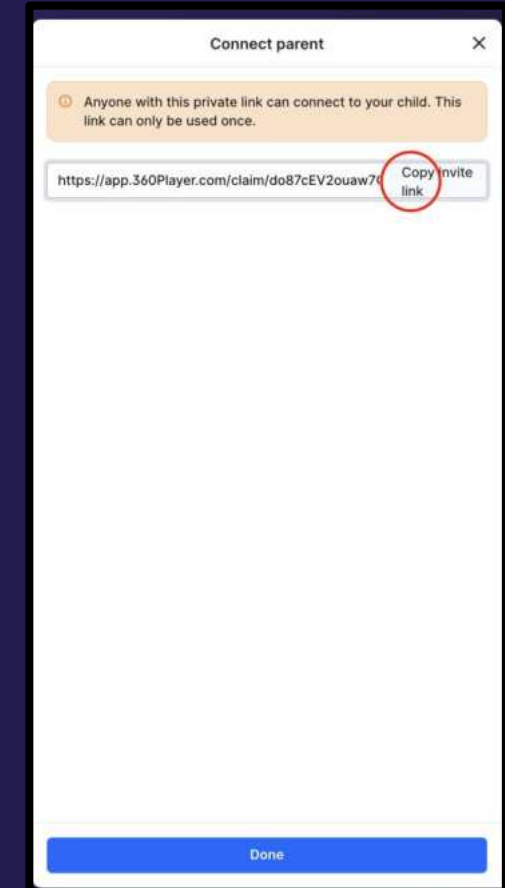 Connect parent
Anyone with this private link can connect to your child. This
link can only be used once.
https://app.360Player.com/claim/do87cEV2ouaw7
Copy invite
link
Done